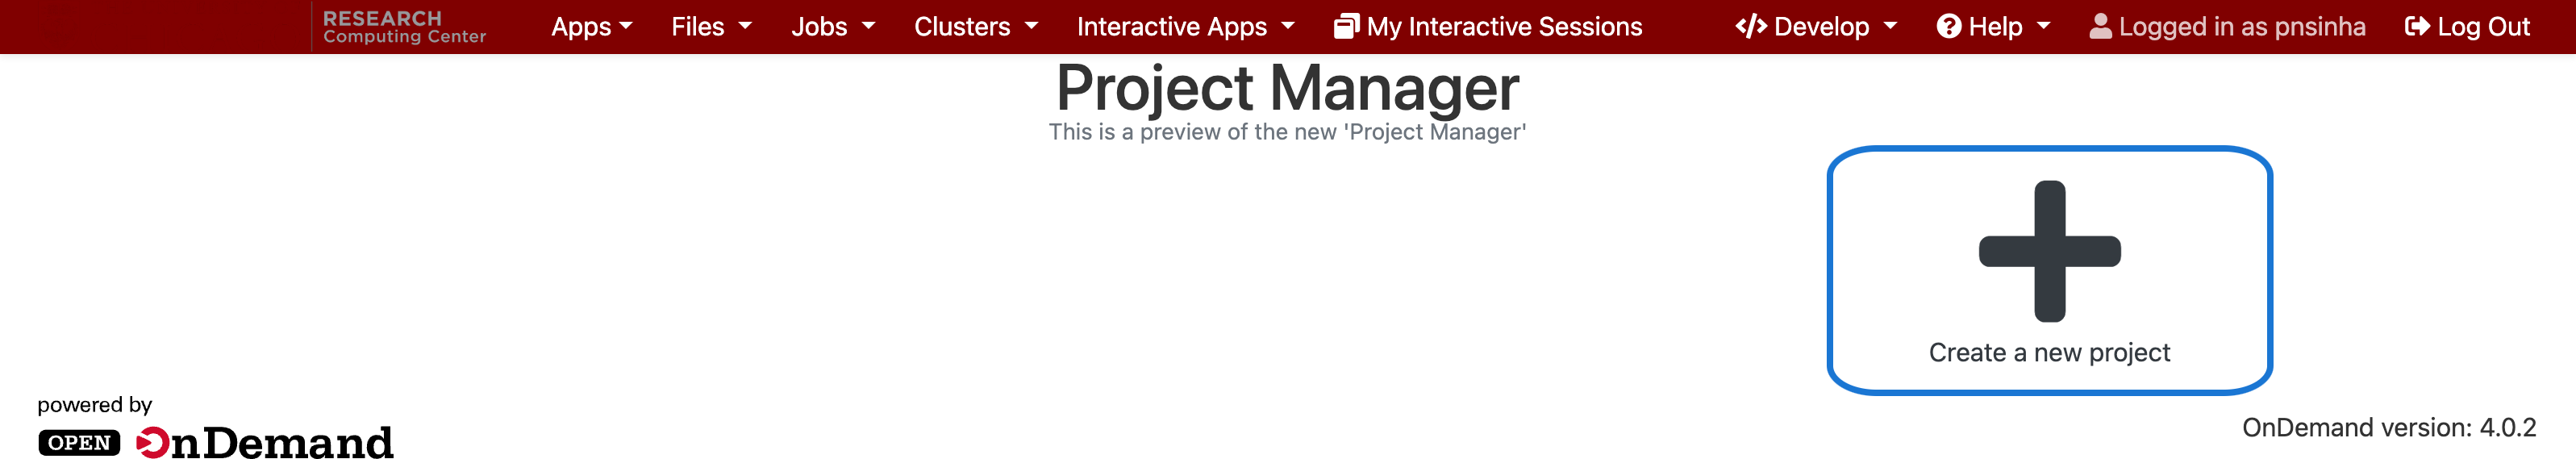 RESEARCH
Computing Center
Apps Files Jobs Clusters Interactive Apps My Interactive Sessions Develop Help Logged in as pnsinha Log Out
Project Manager
This is a preview of the new 'Project Manager'
Create a new project
powered by
OPEN OnDemand
OnDemand version: 4.0.2